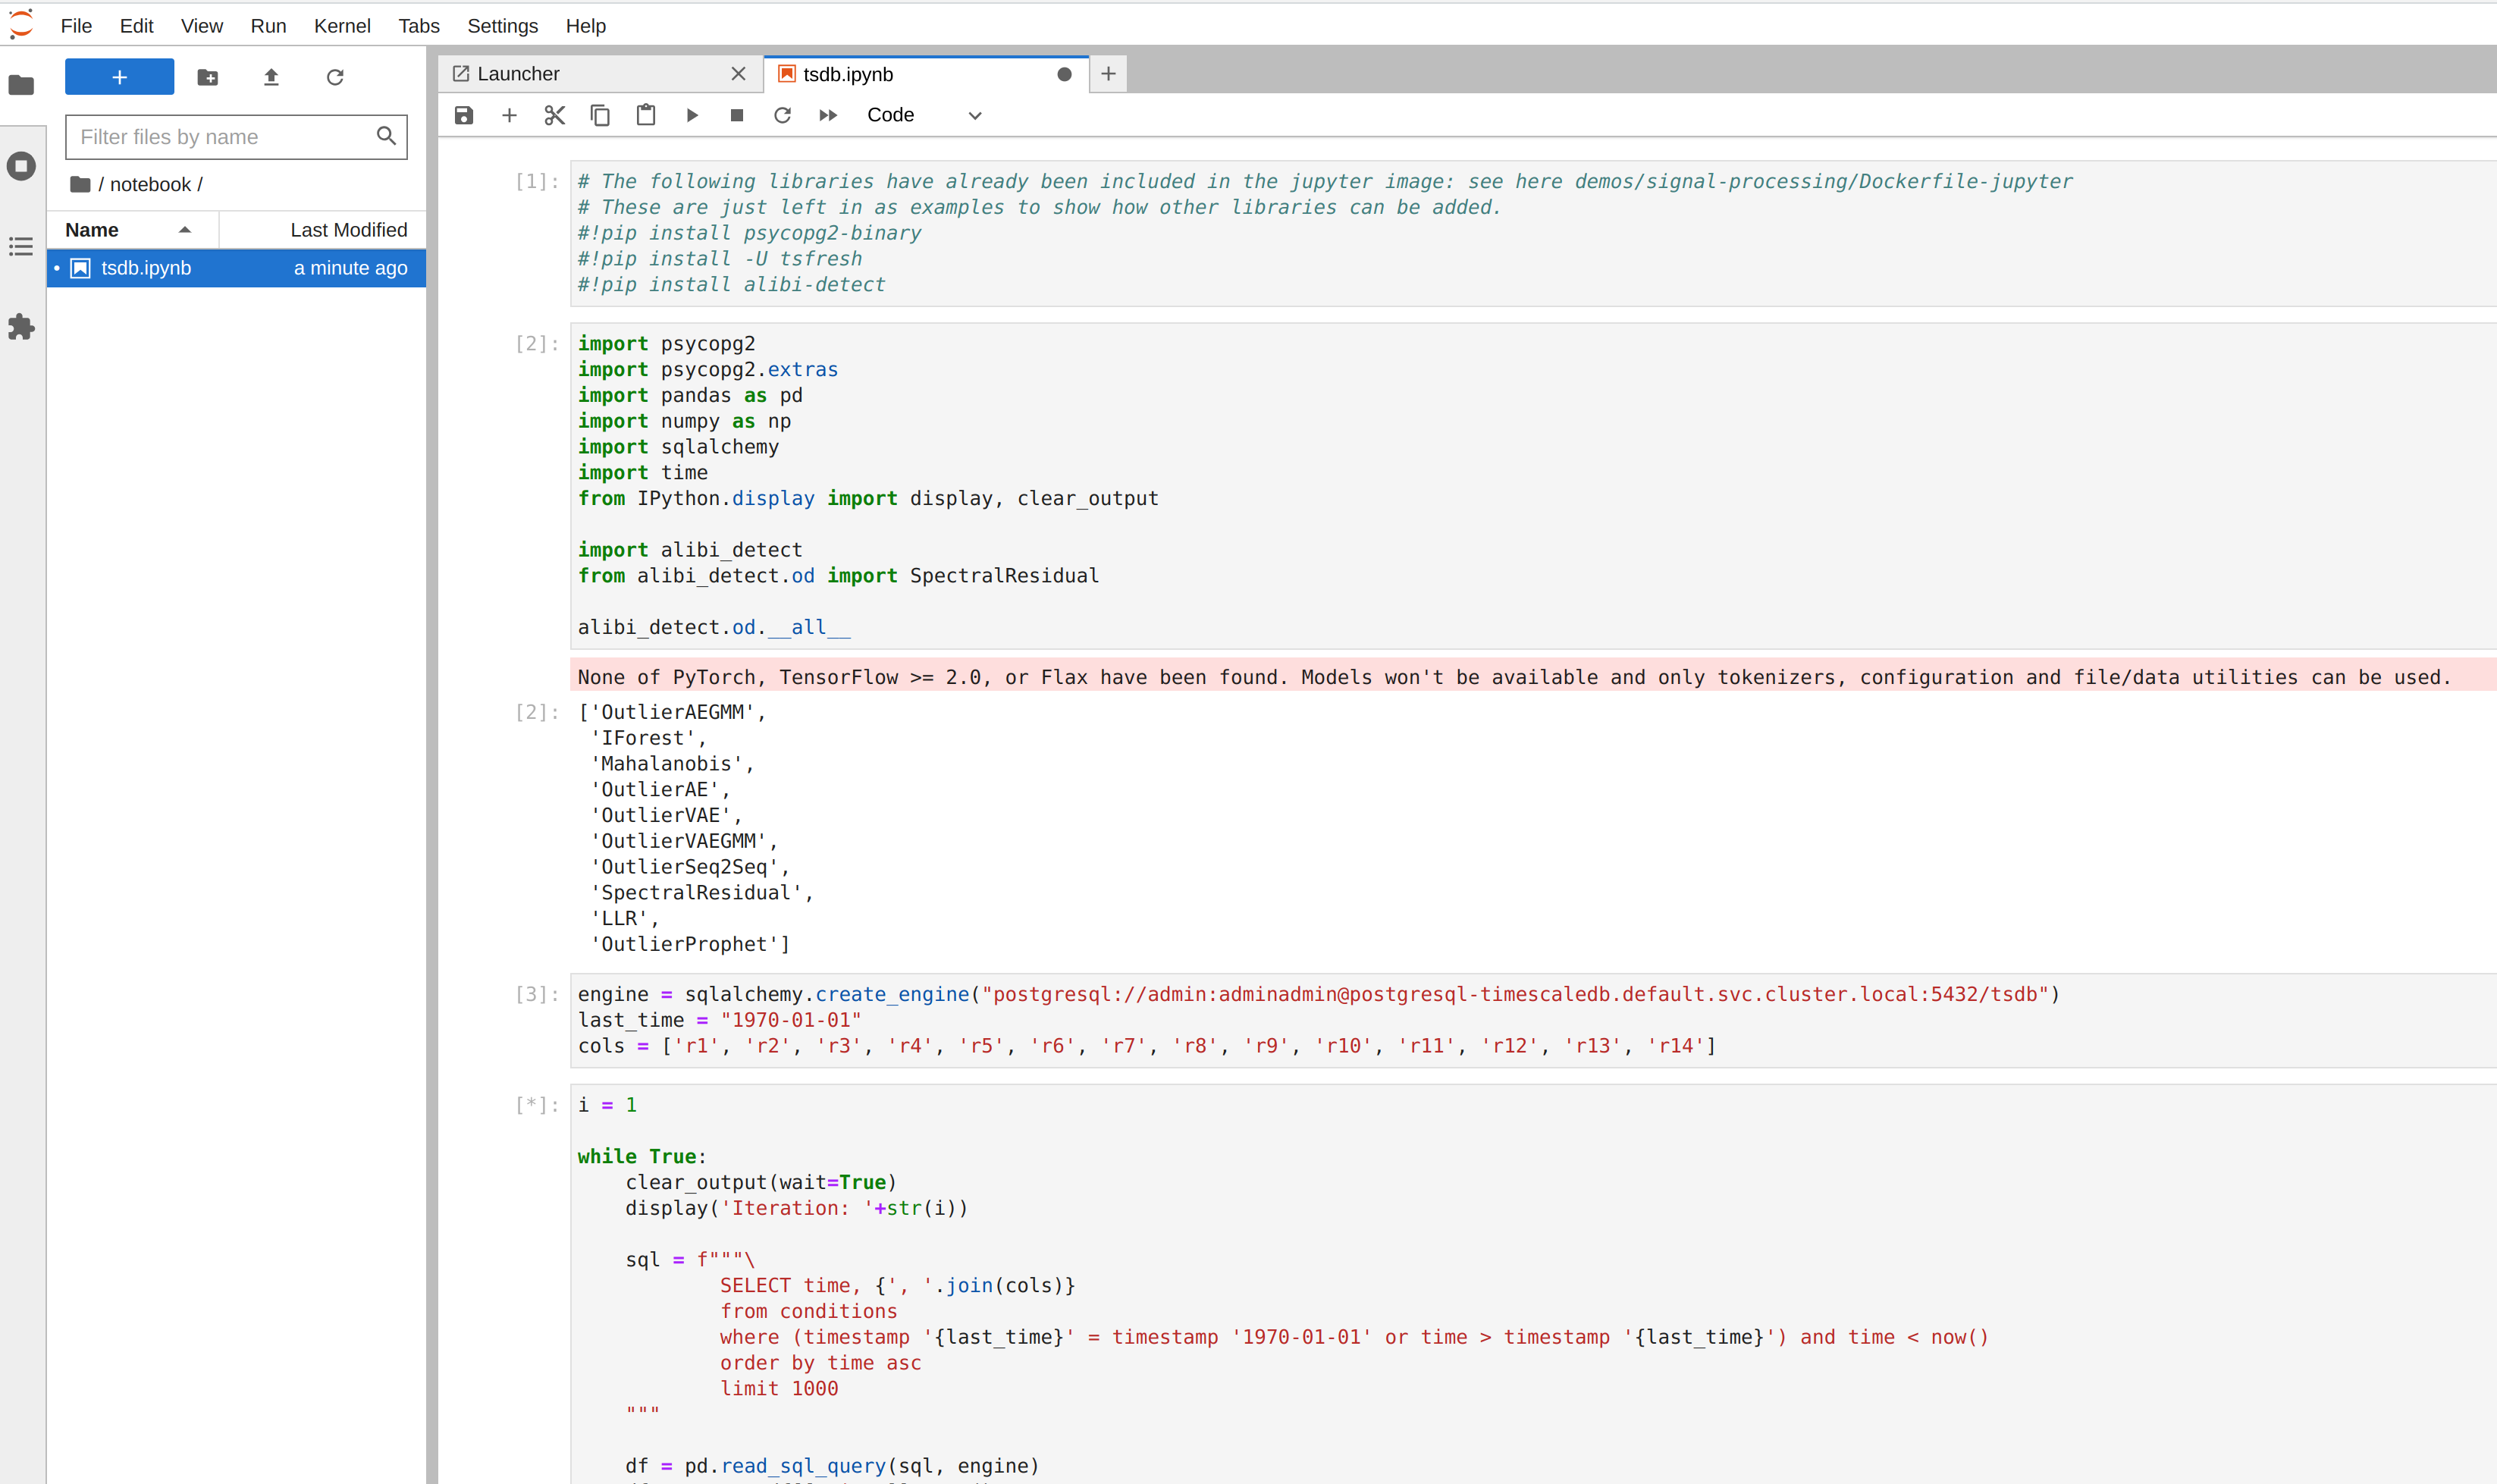 File Edit View Run Kernel Tabs Settings Help
Filter files by name
/ notebook /
Name Last Modified
tsdb.ipynb a minute ago
Launcher tsdb.ipynb
Code
[1]: # The following libraries have already been included in the jupyter image: see here demos/signal-processing/Dockerfile-jupyter
# These are just left in as examples to show how other libraries can be added.
#!pip install psycopg2-binary
#!pip install -U tsfresh
#!pip install alibi-detect
[2]: import psycopg2
import psycopg2.extras
import pandas as pd
import numpy as np
import sqlalchemy
import time
from IPython.display import display, clear_output
import alibi_detect
from alibi_detect.od import SpectralResidual
alibi_detect.od.__all__
None of PyTorch, TensorFlow >= 2.0, or Flax have been found. Models won't be available and only tokenizers, configuration and file/data utilities can be used.
[2]: ['OutlierAEGMM',
'IForest',
'Mahalanobis',
'OutlierAE',
'OutlierVAE',
'OutlierVAEGMM',
'OutlierSeq2Seq',
'SpectralResidual',
'LLR',
'OutlierProphet']
[3]: engine = sqlalchemy.create_engine("postgresql://admin:adminadmin@postgresql-timescaledb.default.svc.cluster.local:5432/tsdb")
last_time = "1970-01-01"
cols = ['r1', 'r2', 'r3', 'r4', 'r5', 'r6', 'r7', 'r8', 'r9', 'r10', 'r11', 'r12', 'r13', 'r14']
[*]: i = 1
while True:
clear_output(wait=True)
display('Iteration: '+str(i))
sql = f"""\
SELECT time, {', '.join(cols)}
from conditions
where (timestamp '{last_time}' = timestamp '1970-01-01' or time > timestamp '{last_time}') and time < now()
order by time asc
limit 1000
"""
df = pd.read_sql_query(sql, engine)